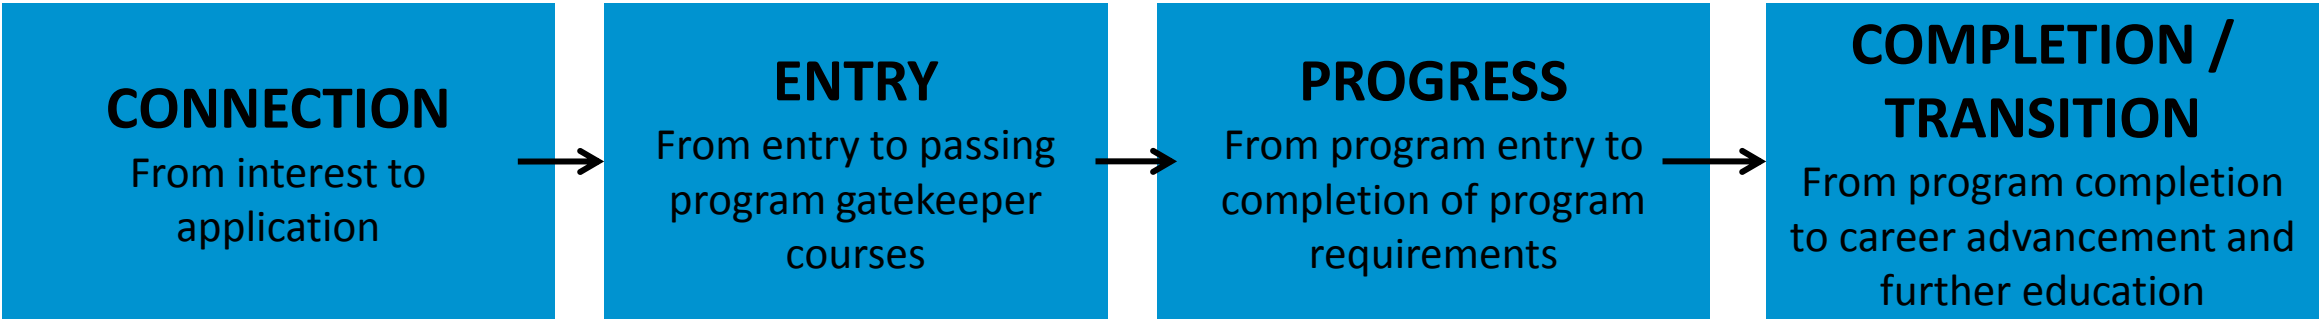 CONNECTION
From interest to
application
ENTRY
From entry to passing
program gatekeeper
courses
PROGRESS
From program entry to
completion of program
requirements
COMPLETION /
TRANSITION
From program completion
to career advancement and
further education